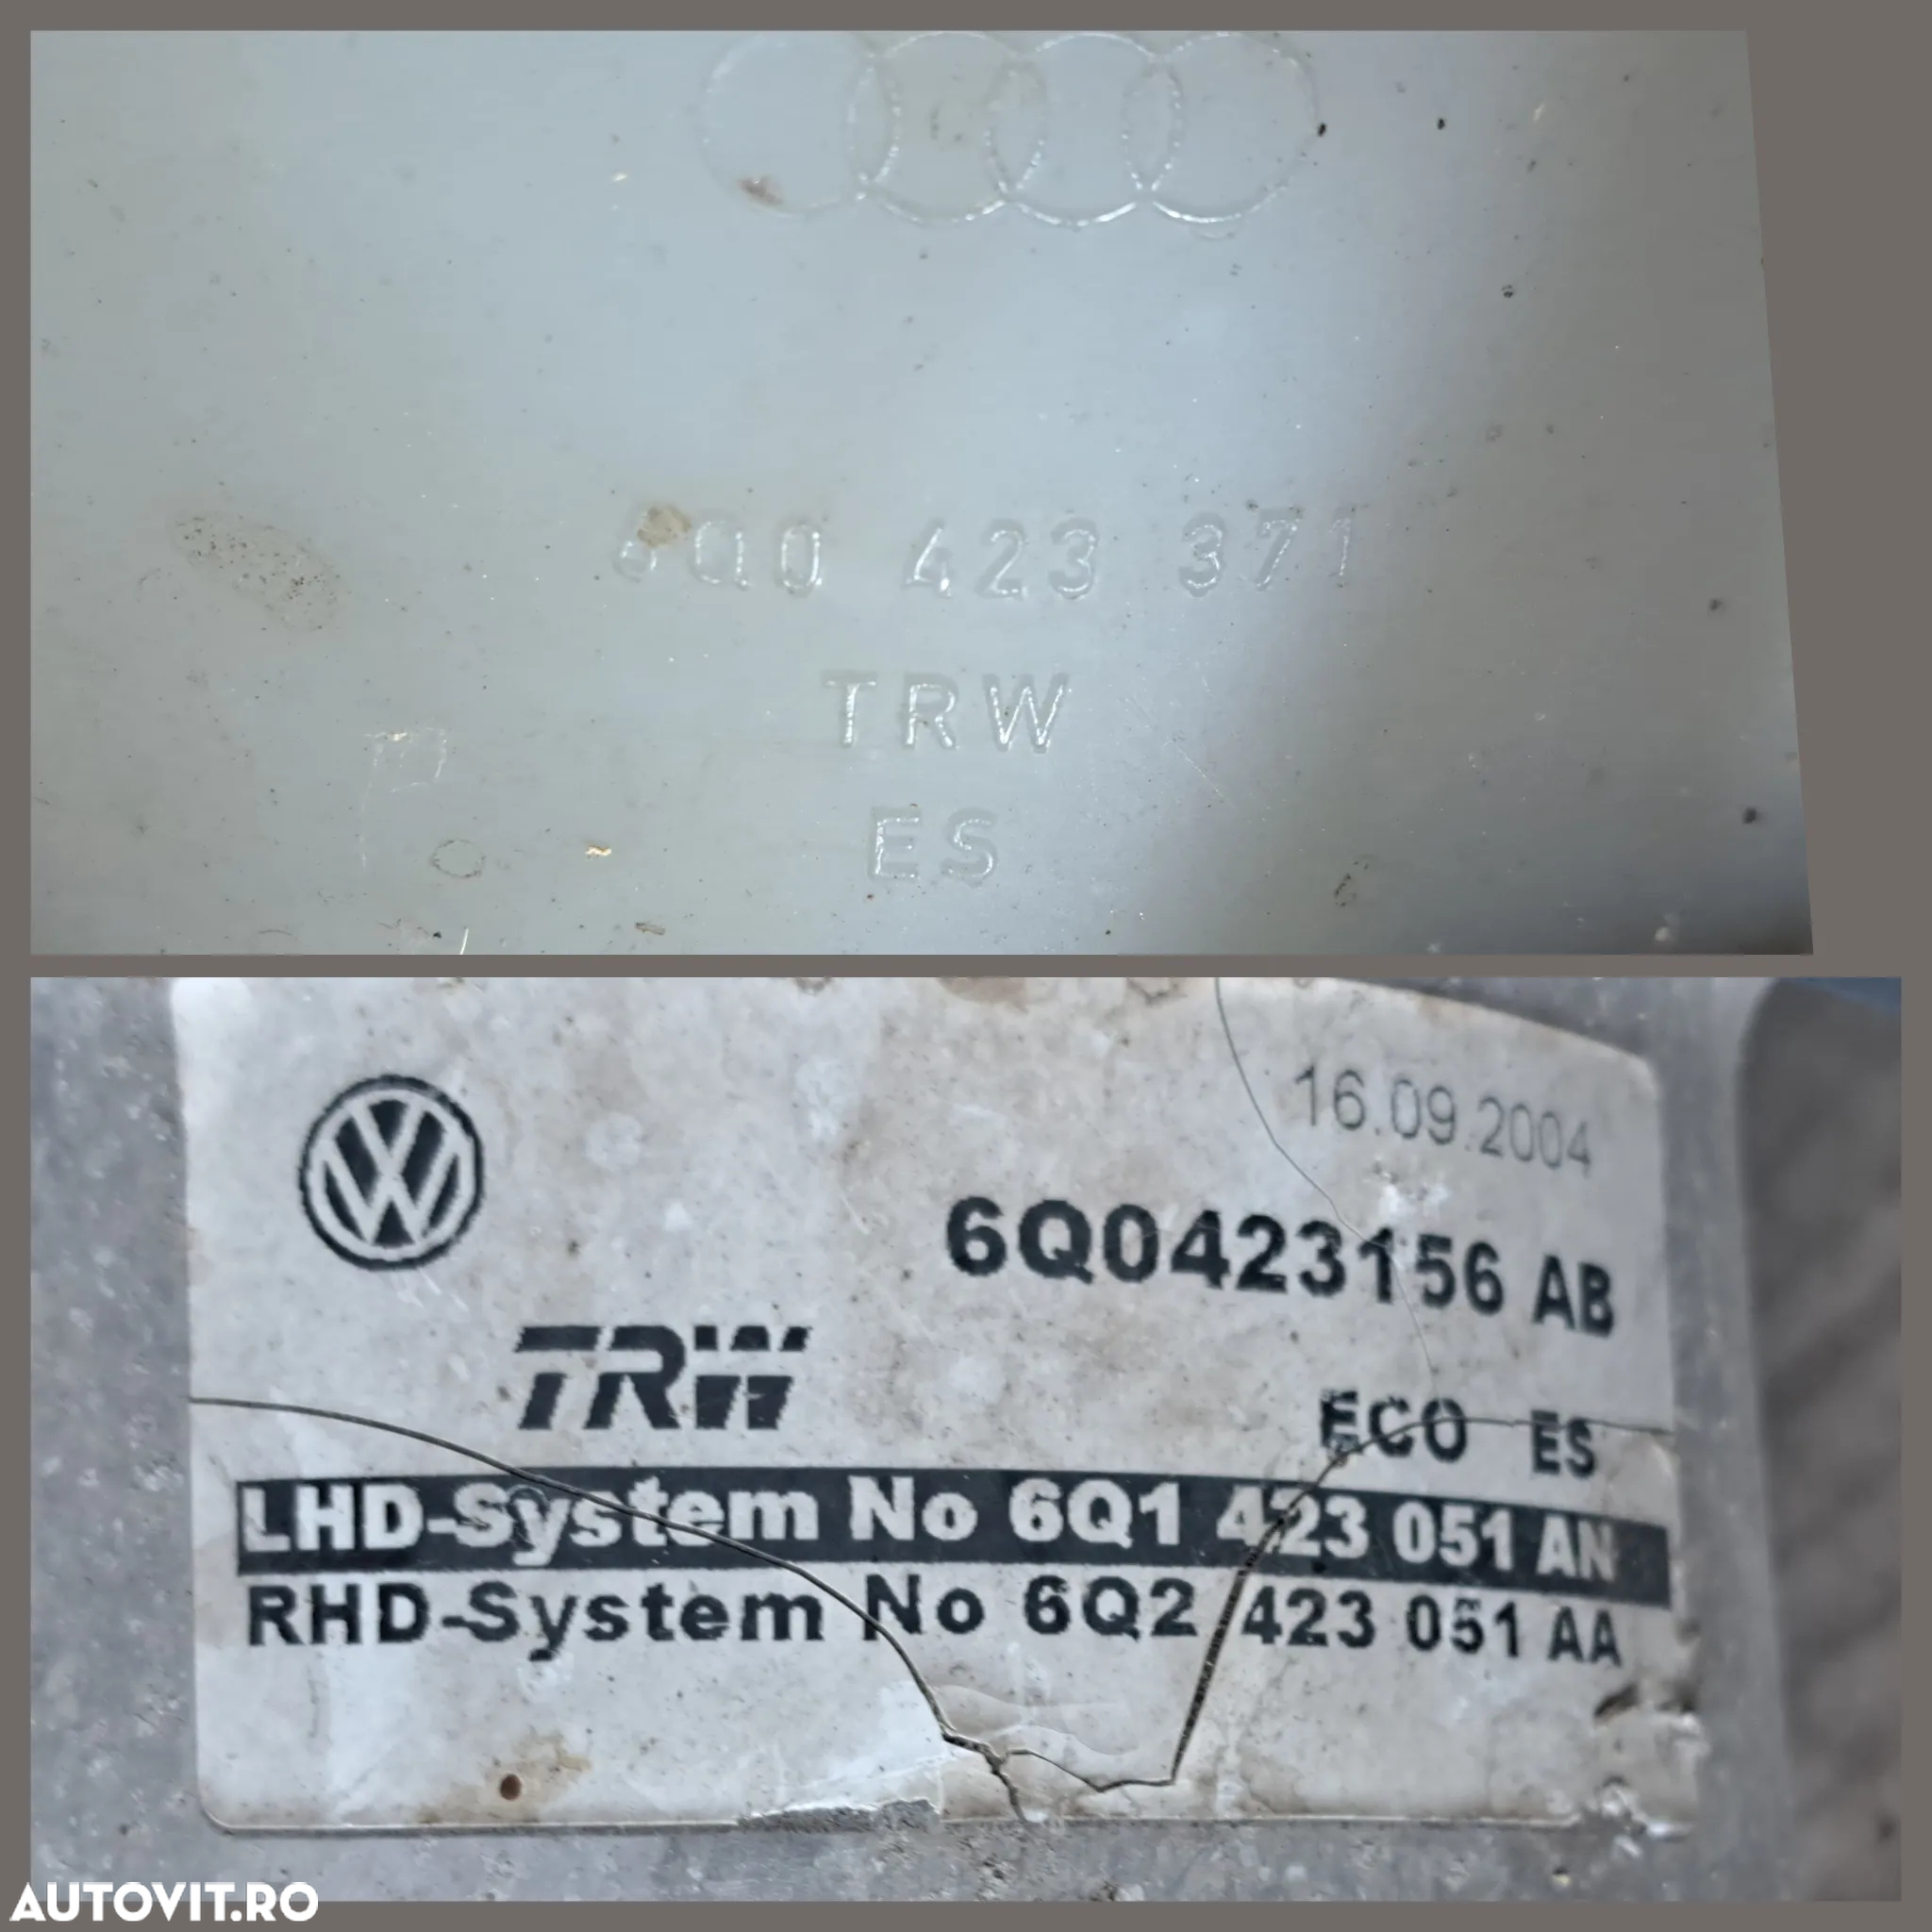 6Q0 423 371
TRW
ES
16.09.2004
6Q0423156 AB
TRW
ECO ES
LHD-System No 6Q1 423 051 AN
RHD-System No 6Q2 423 051 AA
AUTOVIT.RO